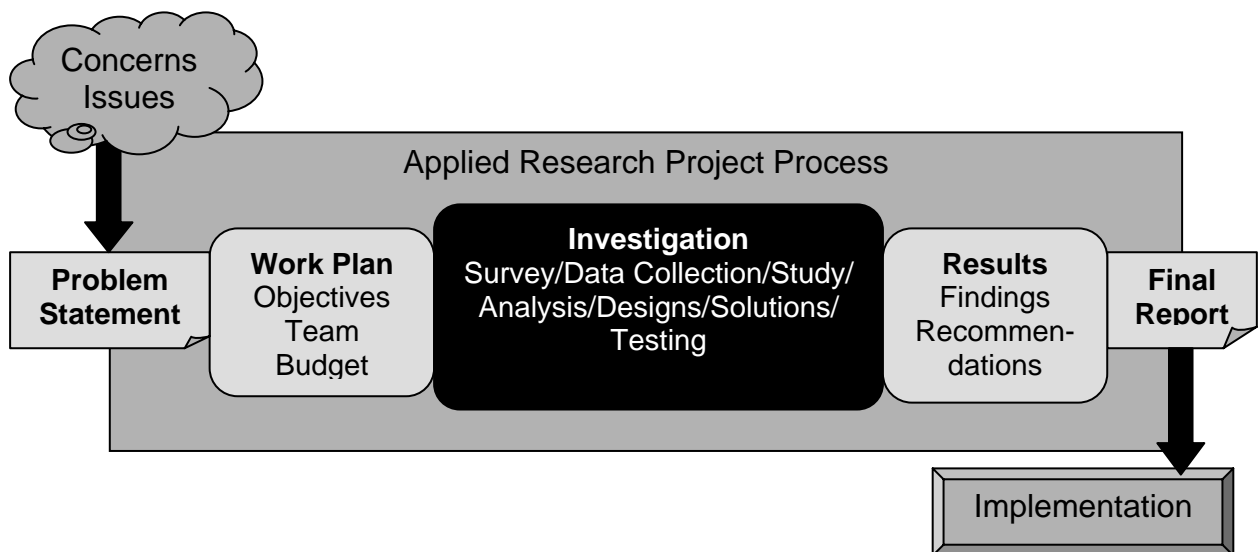 Concerns
Issues
Applied Research Project Process
Problem
Statement
Work Plan
Objectives
Team
Budget
Investigation
Survey/Data Collection/Study/
Analysis/Designs/Solutions/
Testing
Results
Findings
Recommen-
dations
Final
Report
Implementation